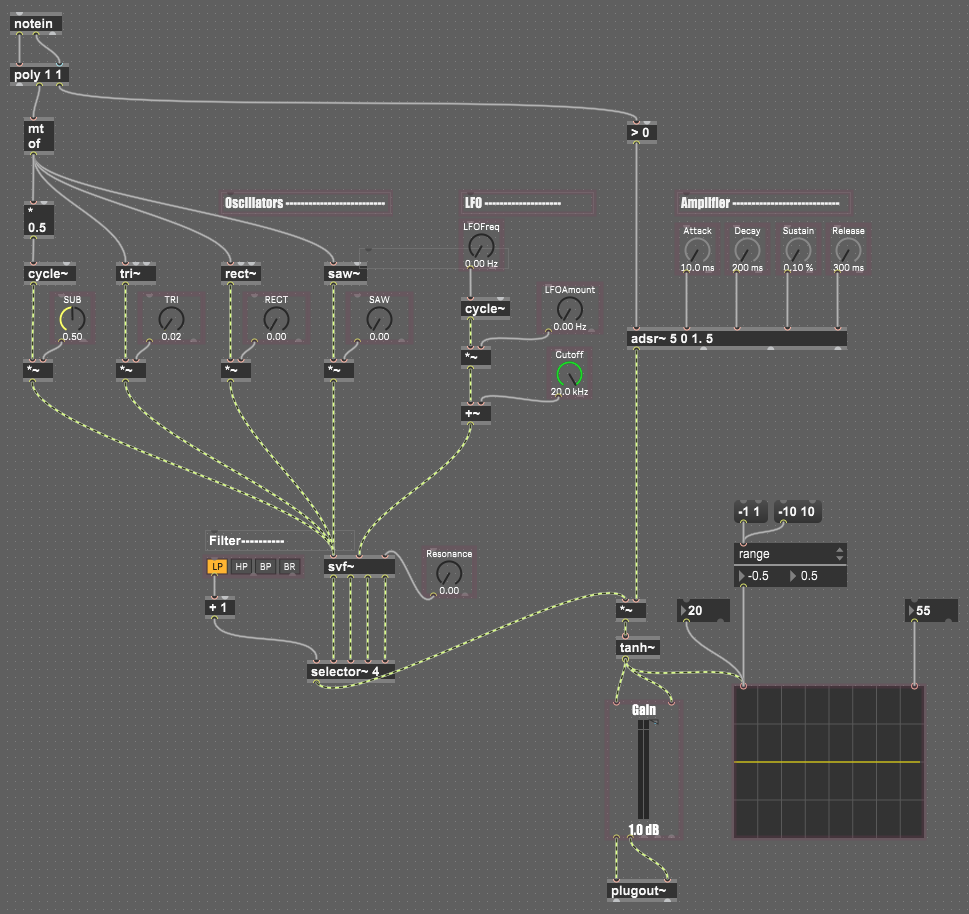 notein
poly 1 1
mt
of
> 0
*
0.5
Oscillators -------------------------
LFO -------------------
Amplifier ---------------------------
LFOFreq
0.00 Hz
Attack
10.0 ms
Decay
200 ms
Sustain
0.10 %
Release
300 ms
cycle~
tri~
rect~
saw~
SUB
0.50
TRI
0.02
RECT
0.00
SAW
0.00
cycle~
LFOAmount
0.00 Hz
adsr~ 5 0 1. 5
*~
*~
*~
*~
*~
Cutoff
20.0 kHz
+~
-1 1
-10 10
Filter-----------
LP HP BP BR
svf~
Resonance
0.00
range
-0.5 0.5
+ 1
*~
20
55
tanh~
selector~ 4
Gain
1.0 dB
plugout~